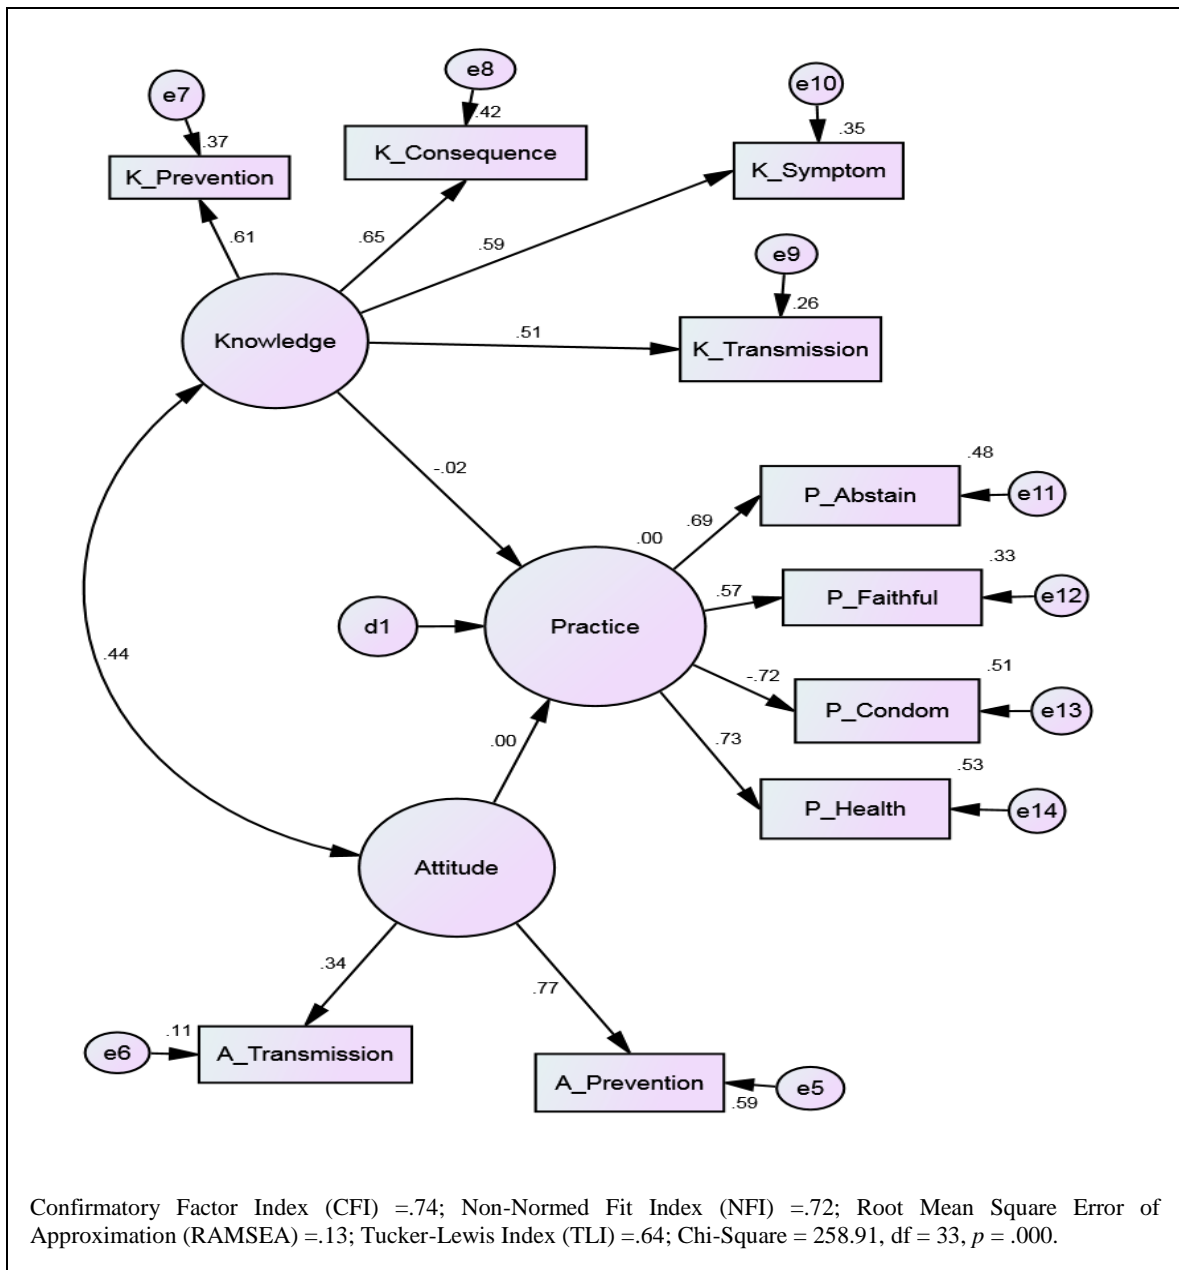 e7
e8
e10
.37
.42
.35
K_Prevention
K_Consequence
K_Symptom
.61
.65
.59
e9
.26
Knowledge
.51
K_Transmission
-.02
.48
P_Abstain
e11
.69
.00
.33
.57
P_Faithful
e12
d1
Practice
.44
-.72
.51
P_Condom
e13
.00
.73
.53
P_Health
e14
Attitude
.34
.77
.11
e6
A_Transmission
A_Prevention
e5
.59
Confirmatory Factor Index (CFI) =.74; Non-Normed Fit Index (NFI) =.72; Root Mean Square Error of
Approximation (RAMSEA) =.13; Tucker-Lewis Index (TLI) =.64; Chi-Square = 258.91, df = 33, p = .000.